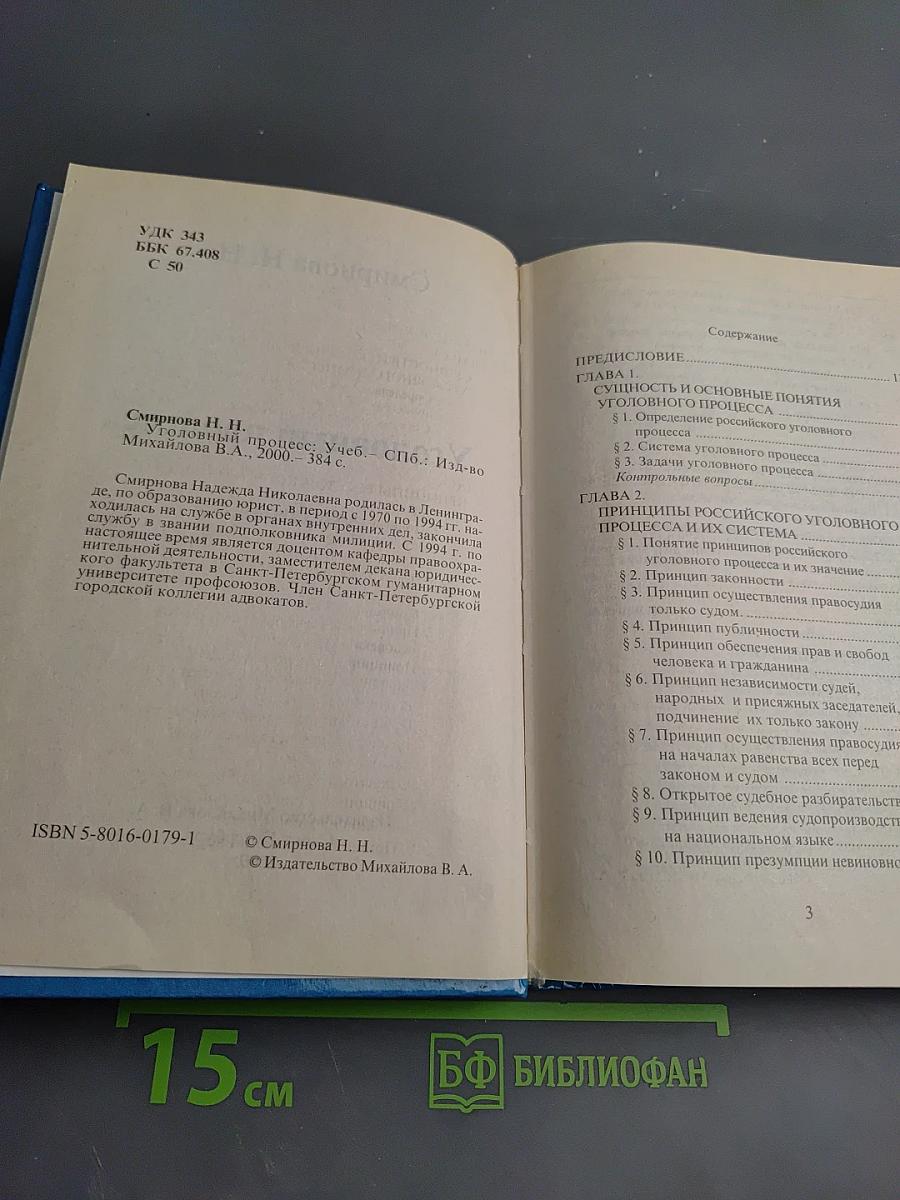 УДК 343
ББК 67.408
С 50
Смирнова Н. Н.
Уголовный процесс: Учеб.– СПб.: Изд-во
Михайлова В.А., 2000.– 384 с.
Смирнова Надежда Николаевна родилась в Ленингра-
де, по образованию юрист, в период с 1970 по 1994 гг. на-
ходилась на службе в органах внутренних дел, закончила
службу в звании подполковника милиции. С 1994 г. по
настоящее время является доцентом кафедры правоохра-
нительной деятельности, заместителем декана юридичес-
кого факультета в Санкт-Петербургском гуманитарном
университете профсоюзов. Член Санкт-Петербургской
городской коллегии адвокатов.
ISBN 5-8016-0179-1
© Смирнова Н. Н.
© Издательство Михайлова В. А.
Содержание
ПРЕДИСЛОВИЕ
ГЛАВА 1.
СУЩНОСТЬ И ОСНОВНЫЕ ПОНЯТИЯ
УГОЛОВНОГО ПРОЦЕССА
§ 1. Определение российского уголовного
процесса
§ 2. Система уголовного процесса
§ 3. Задачи уголовного процесса
Контрольные вопросы
ГЛАВА 2.
ПРИНЦИПЫ РОССИЙСКОГО УГОЛОВНОГО
ПРОЦЕССА И ИХ СИСТЕМА
§ 1. Понятие принципов российского
уголовного процесса и их значение
§ 2. Принцип законности
§ 3. Принцип осуществления правосудия
только судом.
§ 4. Принцип публичности
§ 5. Принцип обеспечения прав и свобод
человека и гражданина
§ 6. Принцип независимости судей,
народных и присяжных заседателей,
подчинение их только закону
§ 7. Принцип осуществления правосудия
на началах равенства всех перед
законом и судом
§ 8. Открытое судебное разбирательств
§ 9. Принцип ведения судопроизводст
на национальном языке
§ 10. Принцип презумпции невиновно
3
15 см
БФ БИБЛИОФАН